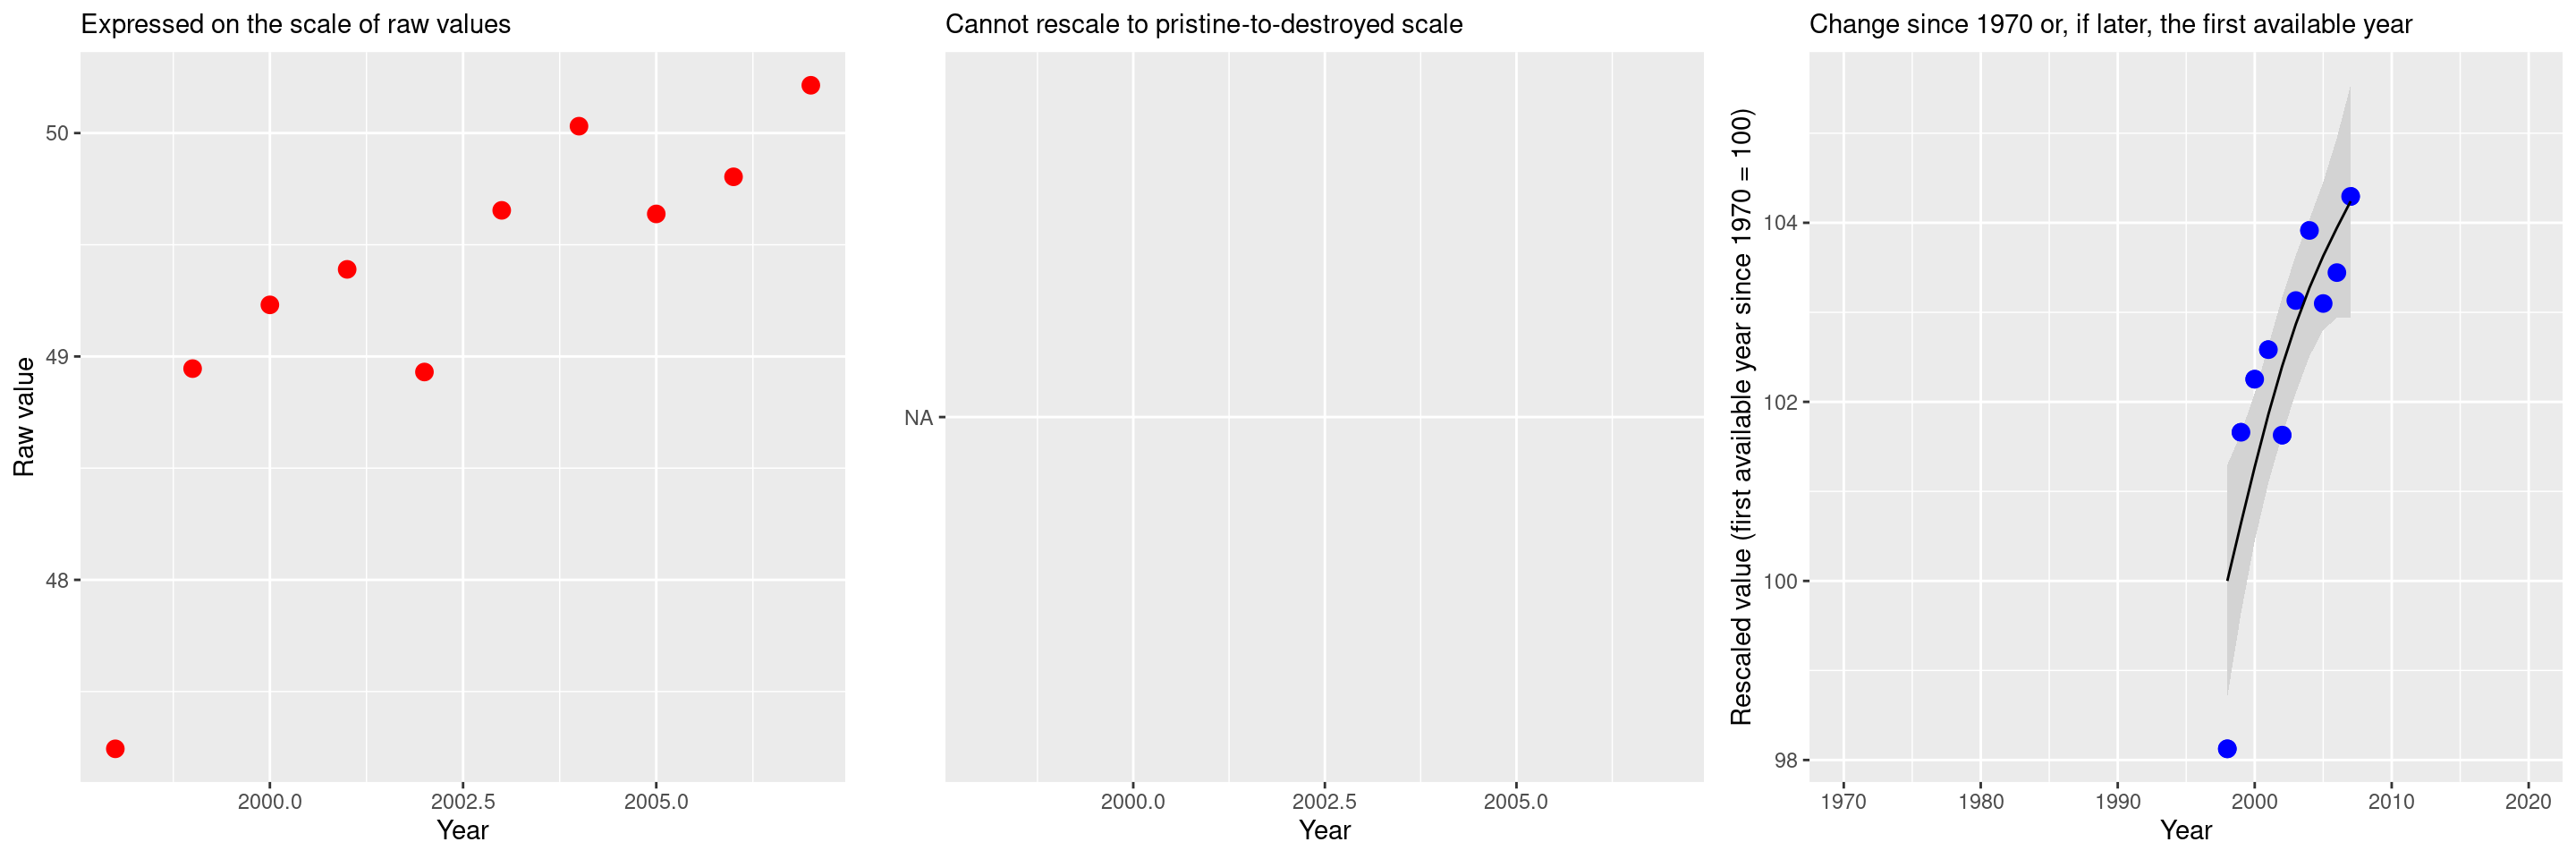 Expressed on the scale of raw values
50
49
48
Raw value
2000.0 2002.5 2005.0
Year
Cannot rescale to pristine-to-destroyed scale
NA
2000.0 2002.5 2005.0
Year
Change since 1970 or, if later, the first available year
Rescaled value (first available year since 1970 = 100)
104
102
100
98
1970 1980 1990 2000 2010 2020
Year